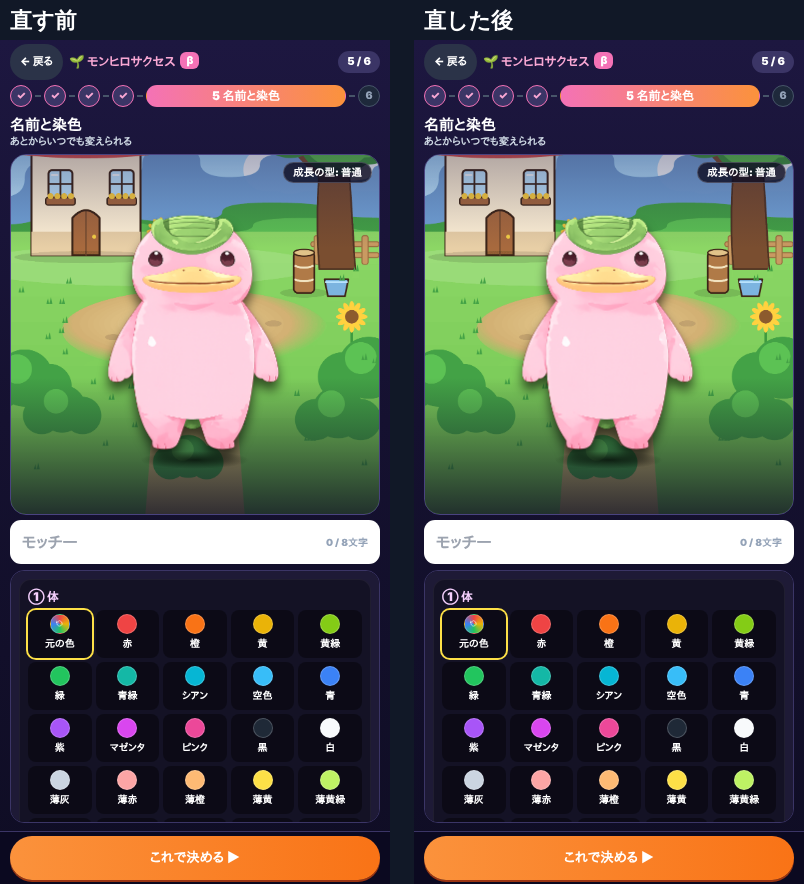 直す前
← 戻る 🌱 モンヒロサクセス β 5 / 6
5 名前と染色 6
名前と染色
あとからいつでも変えられる
成長の型: 普通
モッチー 0 / 8文字
① 体
元の色 赤 橙 黄 黄緑
緑 青緑 シアン 空色 青
紫 マゼンタ ピンク 黒 白
薄灰 薄赤 薄橙 薄黄 薄黄緑
これで決める ▶
直した後
← 戻る 🌱 モンヒロサクセス β 5 / 6
5 名前と染色 6
名前と染色
あとからいつでも変えられる
成長の型: 普通
モッチー 0 / 8文字
① 体
元の色 赤 橙 黄 黄緑
緑 青緑 シアン 空色 青
紫 マゼンタ ピンク 黒 白
薄灰 薄赤 薄橙 薄黄 薄黄緑
これで決める ▶